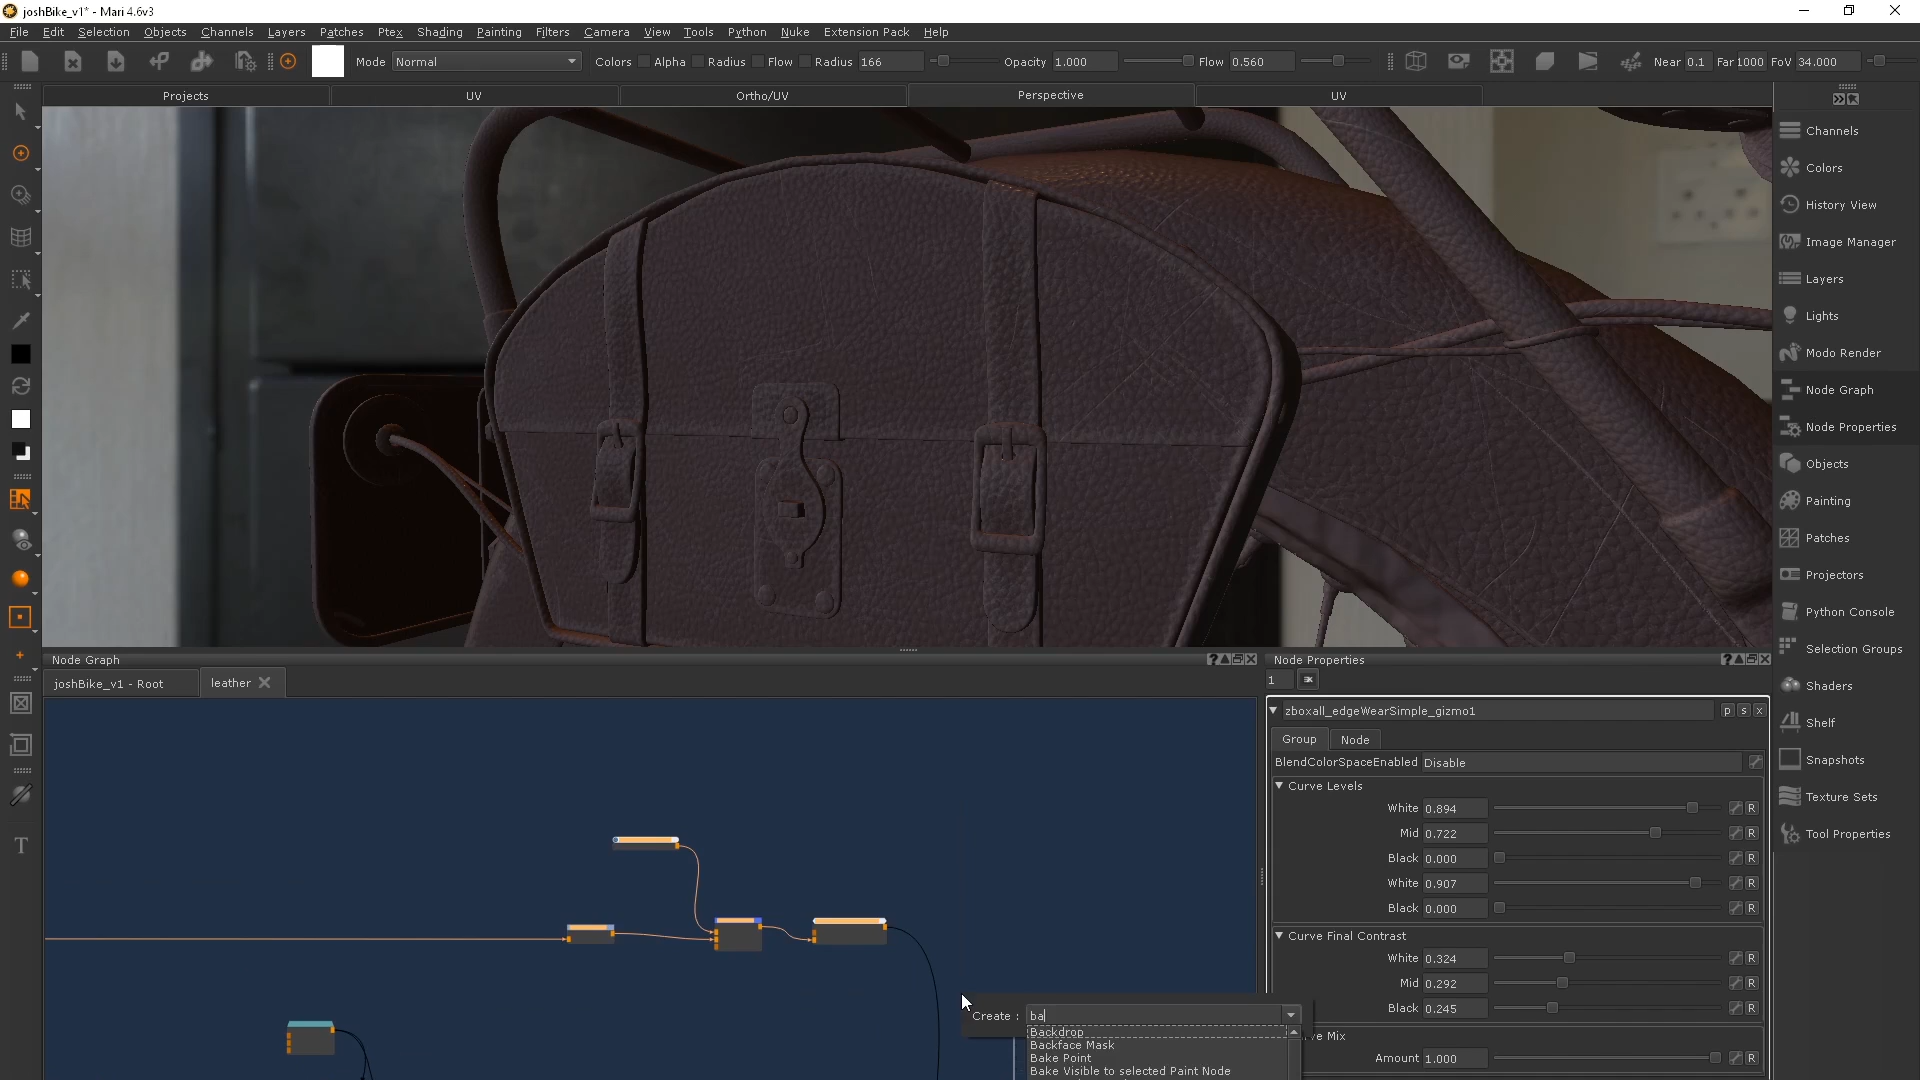 joshBike_v1* - Mari 4.6v3
File Edit Selection Objects Channels Layers Patches Ptex Shading Painting Filters Camera View Tools Python Nuke Extension Pack Help
Mode Normal Colors Alpha Radius Flow Radius 166 Opacity 1.000 Flow 0.560 Near 0.1 Far 1000 FoV 34.000
Projects UV Ortho/UV Perspective UV
Channels
Colors
History View
Image Manager
Layers
Lights
Modo Render
Node Graph
Node Properties
Objects
Painting
Patches
Projectors
Python Console
Selection Groups
Shaders
Shelf
Snapshots
Texture Sets
Tool Properties
Node Graph
joshBike_v1 - Root leather
Create : ba
Backdrop
Backface Mask
Bake Point
Bake Visible to selected Paint Node
Node Properties
1
zboxall_edgeWearSimple_gizmo1 p s x
Group Node
BlendColorSpaceEnabled Disable
Curve Levels
White 0.894 R
Mid 0.722 R
Black 0.000 R
White 0.907 R
Black 0.000 R
Curve Final Contrast
White 0.324 R
Mid 0.292 R
Black 0.245 R
ve Mix
Amount 1.000 R
T